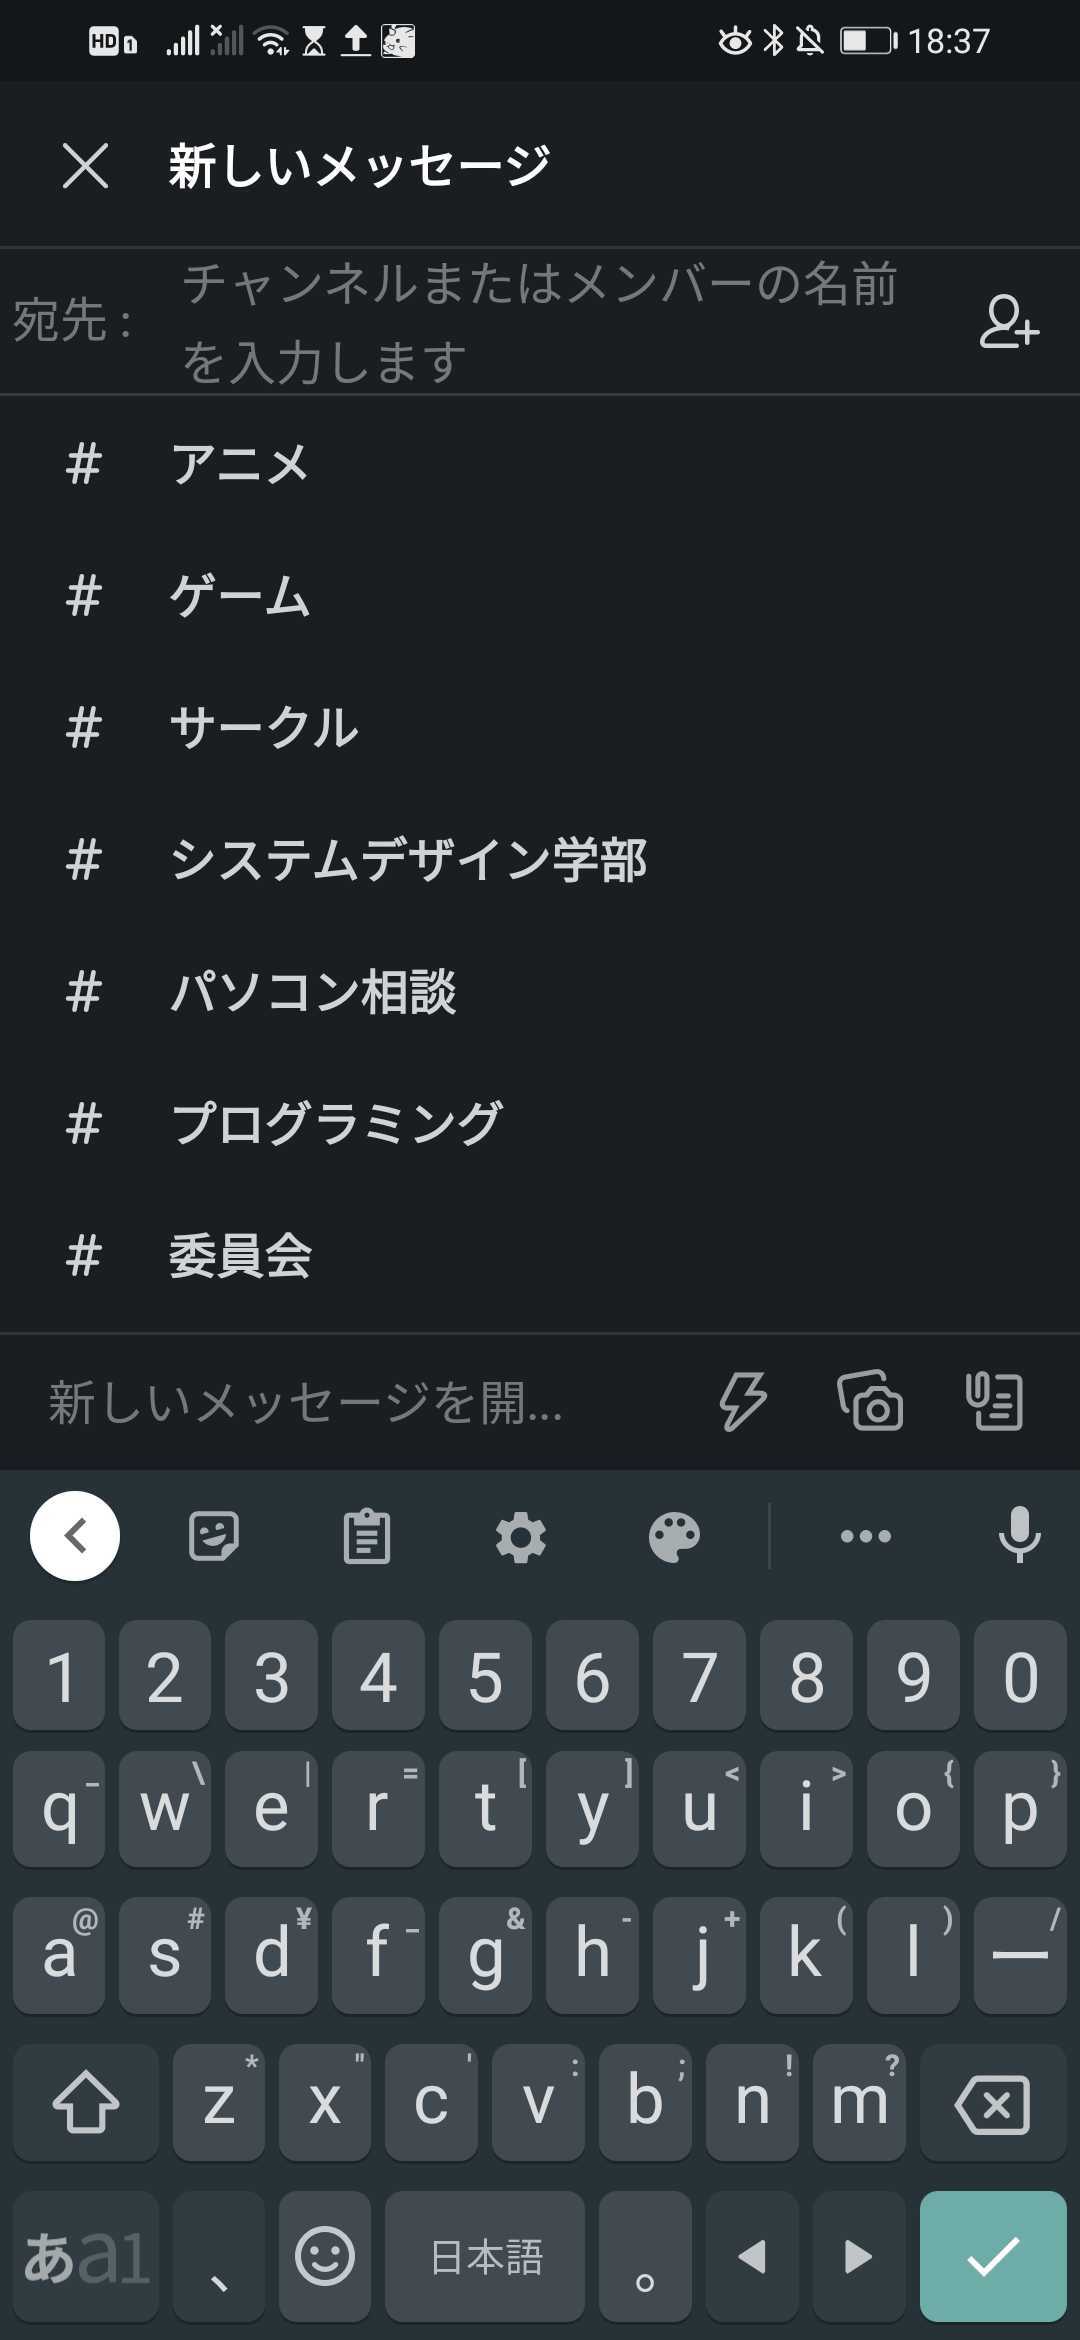 HD 1 18:37
新しいメッセージ
宛先 : チャンネルまたはメンバーの名前
を入力します
# アニメ
# ゲーム
# サークル
# システムデザイン学部
# パソコン相談
# プログラミング
# 委員会
新しいメッセージを開...
1 2 3 4 5 6 7 8 9 0
q _ w \ e | r = t [ y ] u < i > o { p }
a @ s # d ¥ f _ g & h - j + k ( l ) ー /
z * x " c ' v : b ; n ! m ?
あa1 、 日本語 。